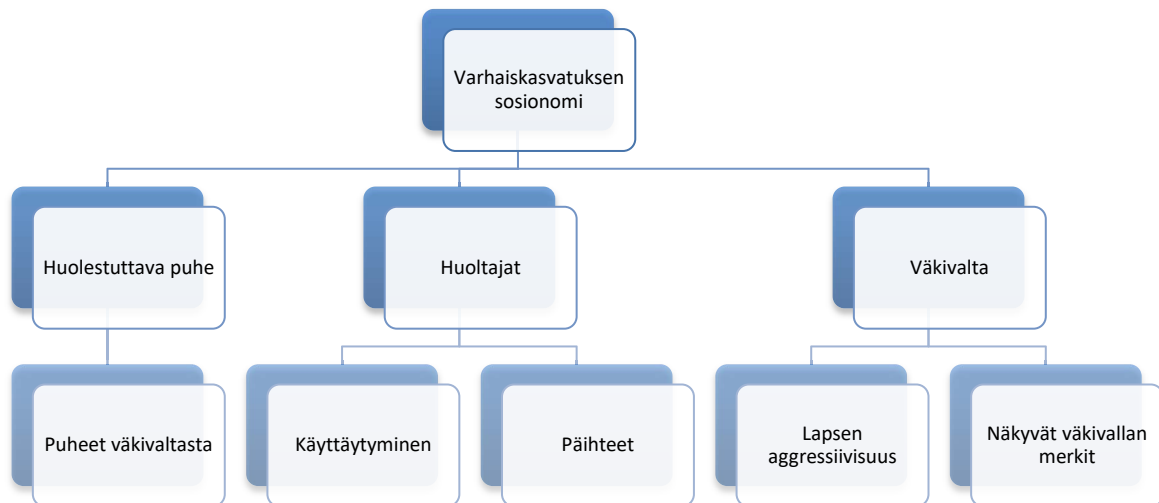 Varhaiskasvatuksen
sosionomi
Huolestuttava puhe
Huoltajat
Väkivalta
Puheet väkivaltasta
Käyttäytyminen
Päihteet
Lapsen
aggressiivisuus
Näkyvät väkivallan
merkit